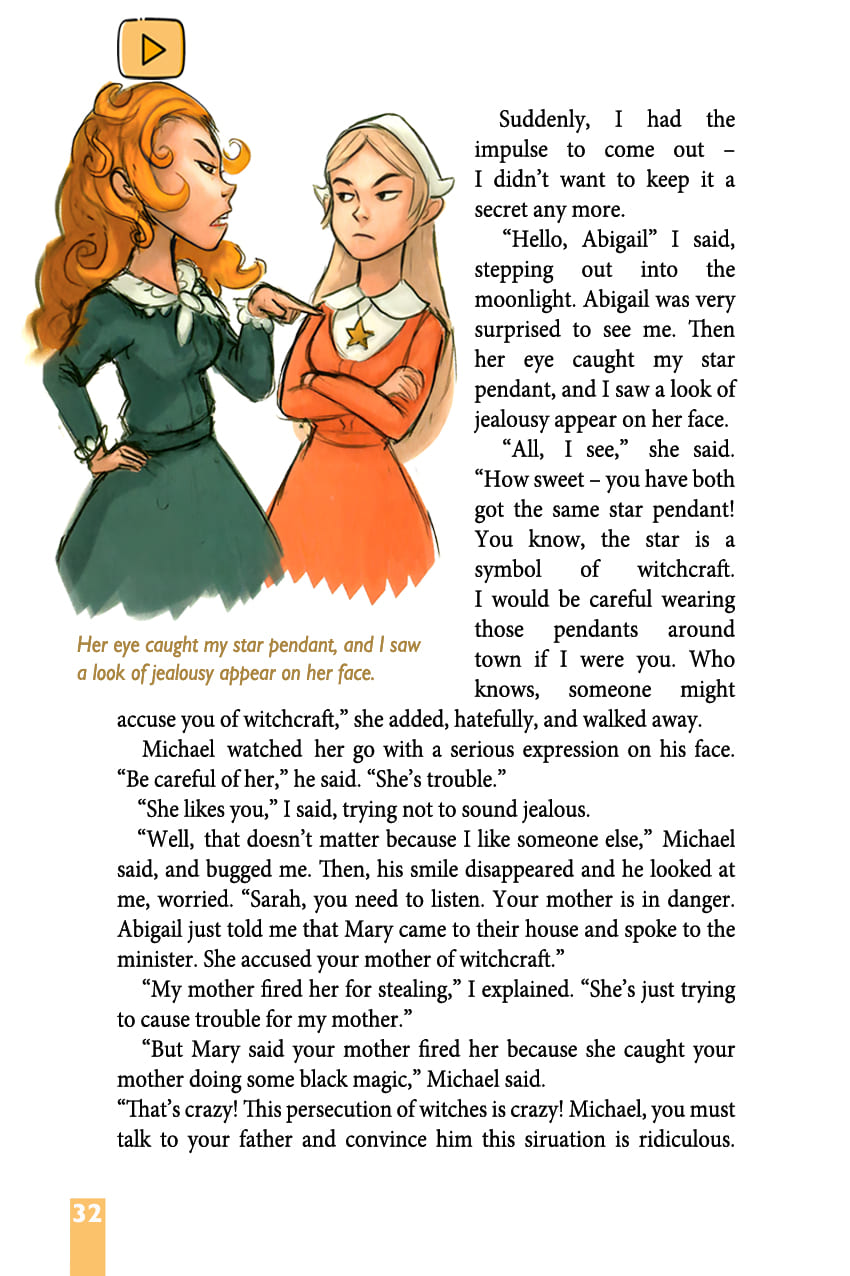 Suddenly, I had the
impulse to come out –
I didn’t want to keep it a
secret any more.
“Hello, Abigail” I said,
stepping out into the
moonlight. Abigail was very
surprised to see me. Then
her eye caught my star
pendant, and I saw a look of
jealousy appear on her face.
“All, I see,” she said.
“How sweet – you have both
got the same star pendant!
You know, the star is a
symbol of witchcraft.
I would be careful wearing
those pendants around
town if I were you. Who
knows, someone might
accuse you of witchcraft,” she added, hatefully, and walked away.
Her eye caught my star pendant, and I saw
a look of jealousy appear on her face.
Michael watched her go with a serious expression on his face.
“Be careful of her,” he said. “She’s trouble.”
“She likes you,” I said, trying not to sound jealous.
“Well, that doesn’t matter because I like someone else,” Michael
said, and bugged me. Then, his smile disappeared and he looked at
me, worried. “Sarah, you need to listen. Your mother is in danger.
Abigail just told me that Mary came to their house and spoke to the
minister. She accused your mother of witchcraft.”
“My mother fired her for stealing,” I explained. “She’s just trying
to cause trouble for my mother.”
“But Mary said your mother fired her because she caught your
mother doing some black magic,” Michael said.
“That’s crazy! This persecution of witches is crazy! Michael, you must
talk to your father and convince him this siruation is ridiculous.
32